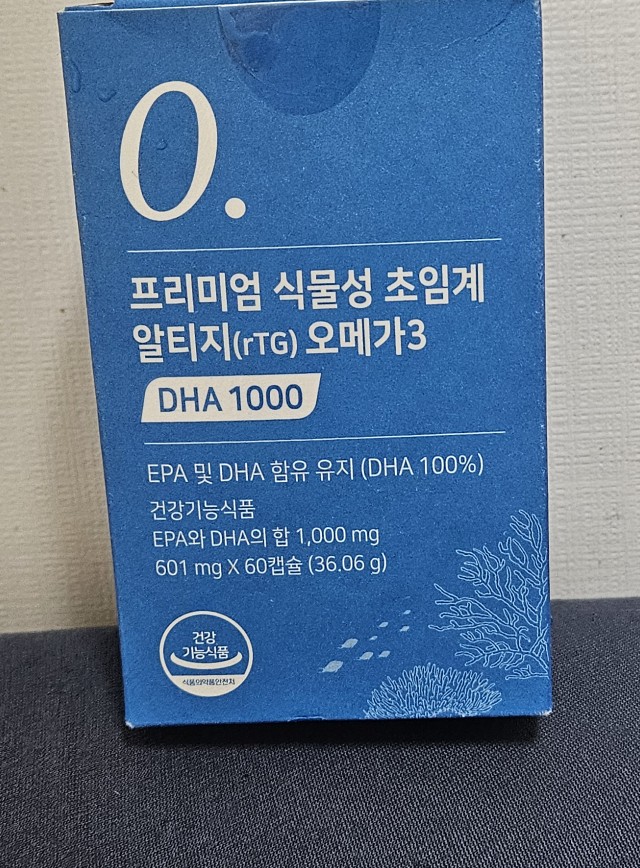 O.
프리미엄 식물성 초임계
알티지(rTG) 오메가3
DHA 1000
EPA 및 DHA 함유 유지 (DHA 100%)
건강기능식품
EPA와 DHA의 합 1,000 mg
601 mg X 60캡슐 (36.06 g)
건강
기능식품
식품의약품안전처